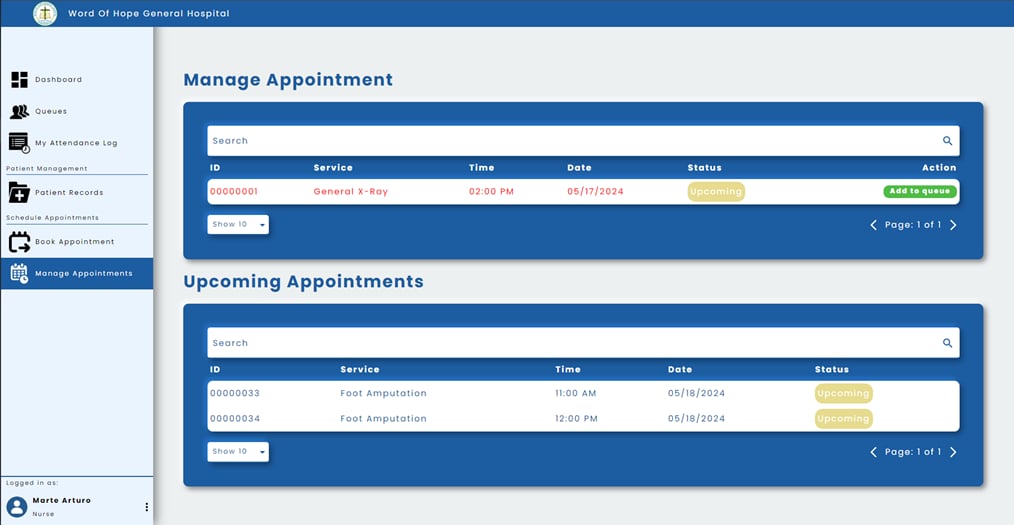 Word Of Hope General Hospital
Dashboard
Queues
My Attendance Log
Patient Management
Patient Records
Schedule Appointments
Book Appointment
Manage Appointments
Logged in as:
Marte Arturo
Nurse
Manage Appointment
Search
ID Service Time Date Status Action
00000001 General X-Ray 02:00 PM 05/17/2024 Upcoming Add to queue
Show 10 Page: 1 of 1
Upcoming Appointments
Search
ID Service Time Date Status
00000033 Foot Amputation 11:00 AM 05/18/2024 Upcoming
00000034 Foot Amputation 12:00 PM 05/18/2024 Upcoming
Show 10 Page: 1 of 1